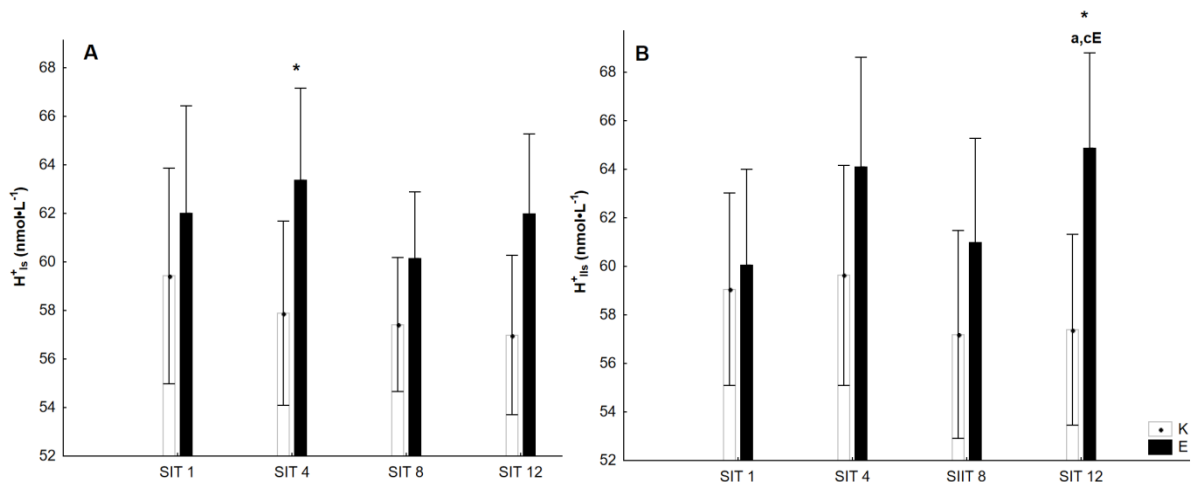 A
*
68
66
64
62
60
58
56
54
52
H⁺Is (nmol•L⁻¹)
SIT 1 SIT 4 SIT 8 SIT 12
B
*
a,cE
68
66
64
62
60
58
56
54
52
H⁺IIs (nmol•L⁻¹)
SIT 1 SIT 4 SIIT 8 SIT 12
K
E